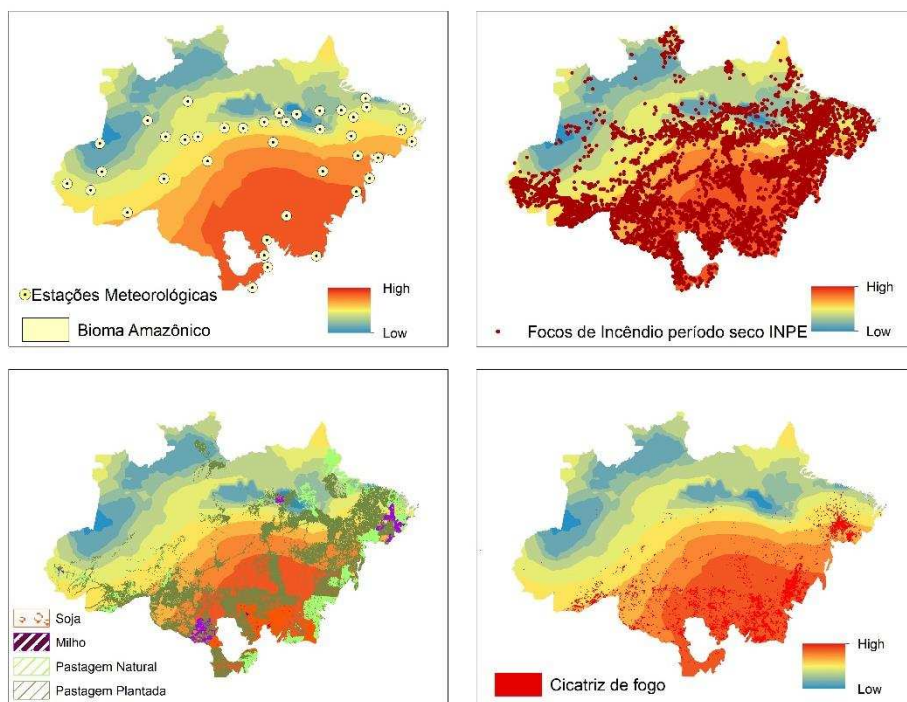 Estações Meteorológicas
Bioma Amazônico
High
Low
Focos de Incêndio período seco INPE
High
Low
Soja
Milho
Pastagem Natural
Pastagem Plantada
Cicatriz de fogo
High
Low